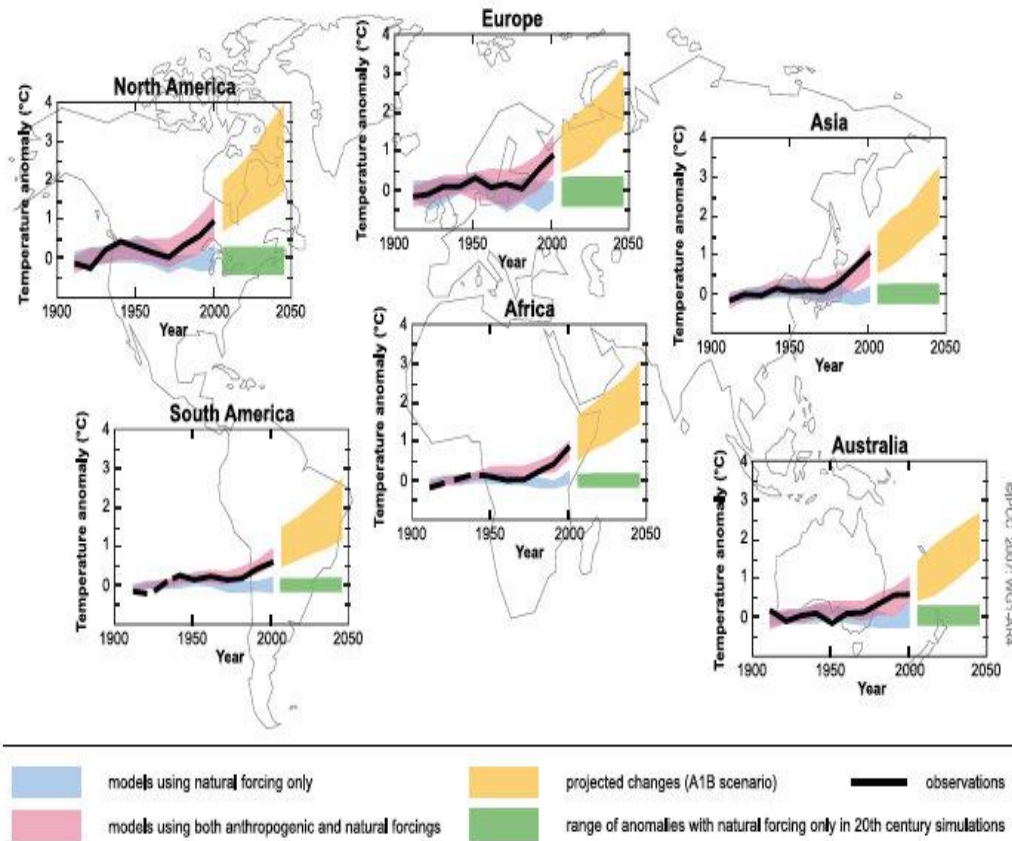 Europe
Temperature anomaly (°C)
4
3
2
1
0
1900
1950
2000
2050
Year
North America
Temperature anomaly (°C)
4
3
2
1
0
1900
1950
2000
2050
Year
Asia
Temperature anomaly (°C)
4
3
2
1
0
1900
1950
2000
2050
Year
Africa
Temperature anomaly (°C)
4
3
2
1
0
1900
1950
2000
2050
Year
South America
Temperature anomaly (°C)
4
3
2
1
0
1900
1950
2000
2050
Year
Australia
Temperature anomaly (°C)
4
3
2
1
0
1900
1950
2000
2050
Year
©IPCC 2007: WG1-AR4
models using natural forcing only
projected changes (A1B scenario)
observations
models using both anthropogenic and natural forcings
range of anomalies with natural forcing only in 20th century simulations